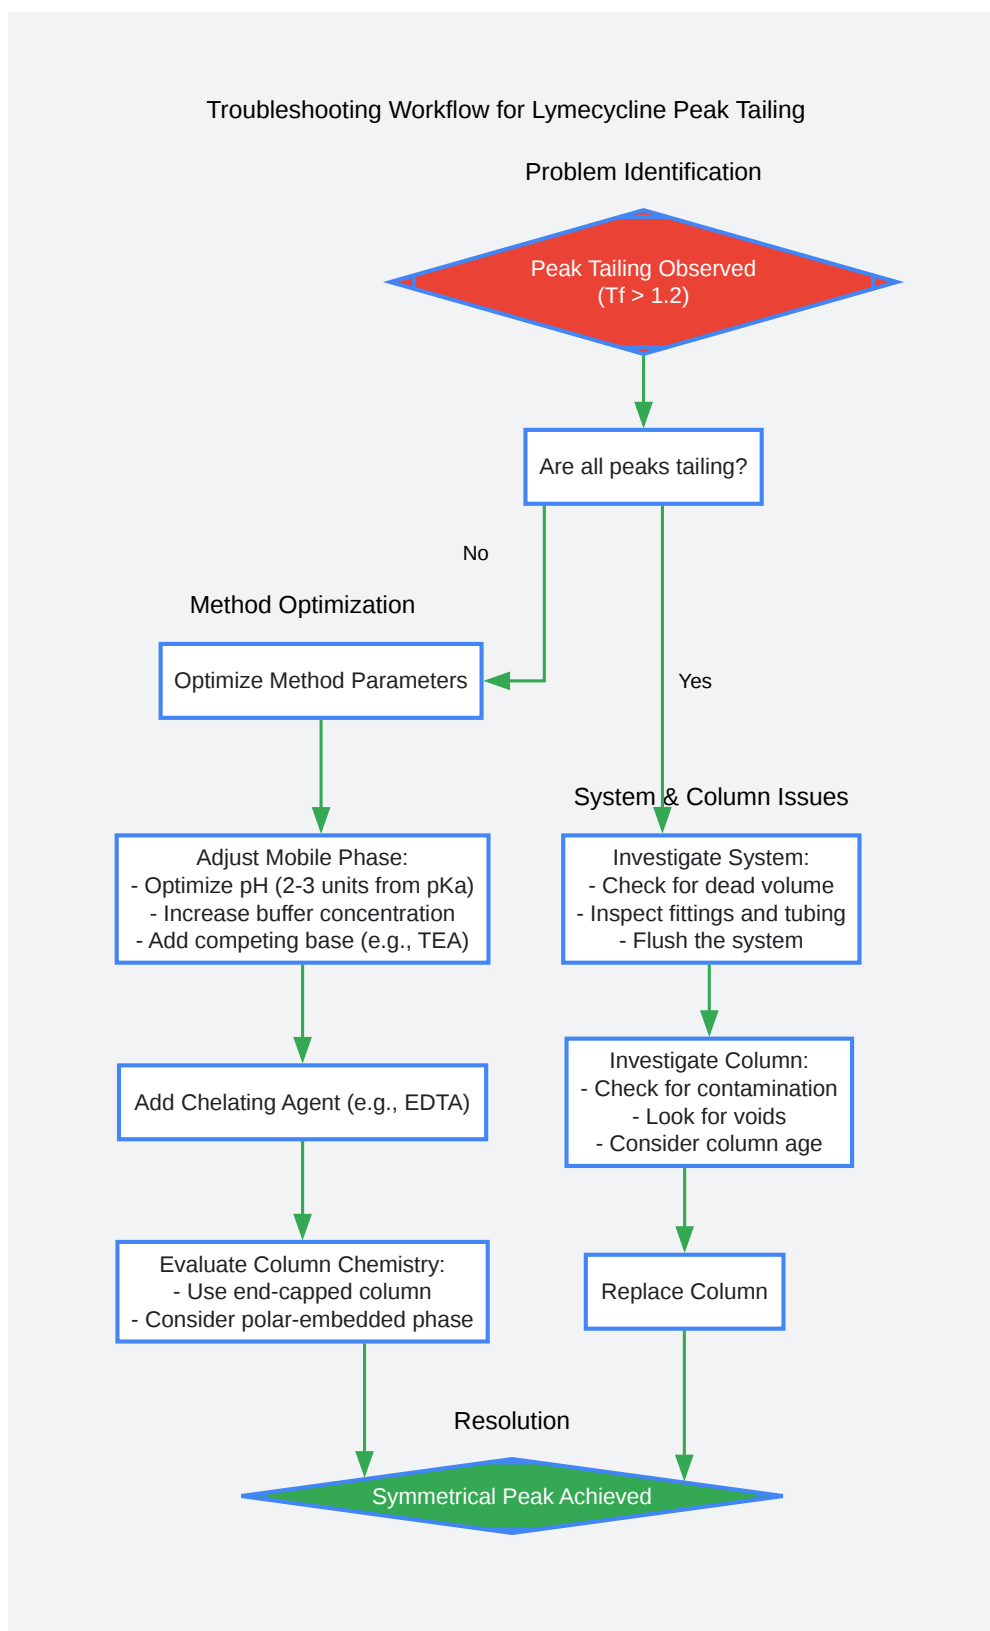 Troubleshooting Workflow for Lymecycline Peak Tailing
Problem Identification
Peak Tailing Observed
(Tf > 1.2)
Are all peaks tailing?
No
Yes
Method Optimization
Optimize Method Parameters
Adjust Mobile Phase:
- Optimize pH (2-3 units from pKa)
- Increase buffer concentration
- Add competing base (e.g., TEA)
Add Chelating Agent (e.g., EDTA)
Evaluate Column Chemistry:
- Use end-capped column
- Consider polar-embedded phase
System & Column Issues
Investigate System:
- Check for dead volume
- Inspect fittings and tubing
- Flush the system
Investigate Column:
- Check for contamination
- Look for voids
- Consider column age
Replace Column
Resolution
Symmetrical Peak Achieved